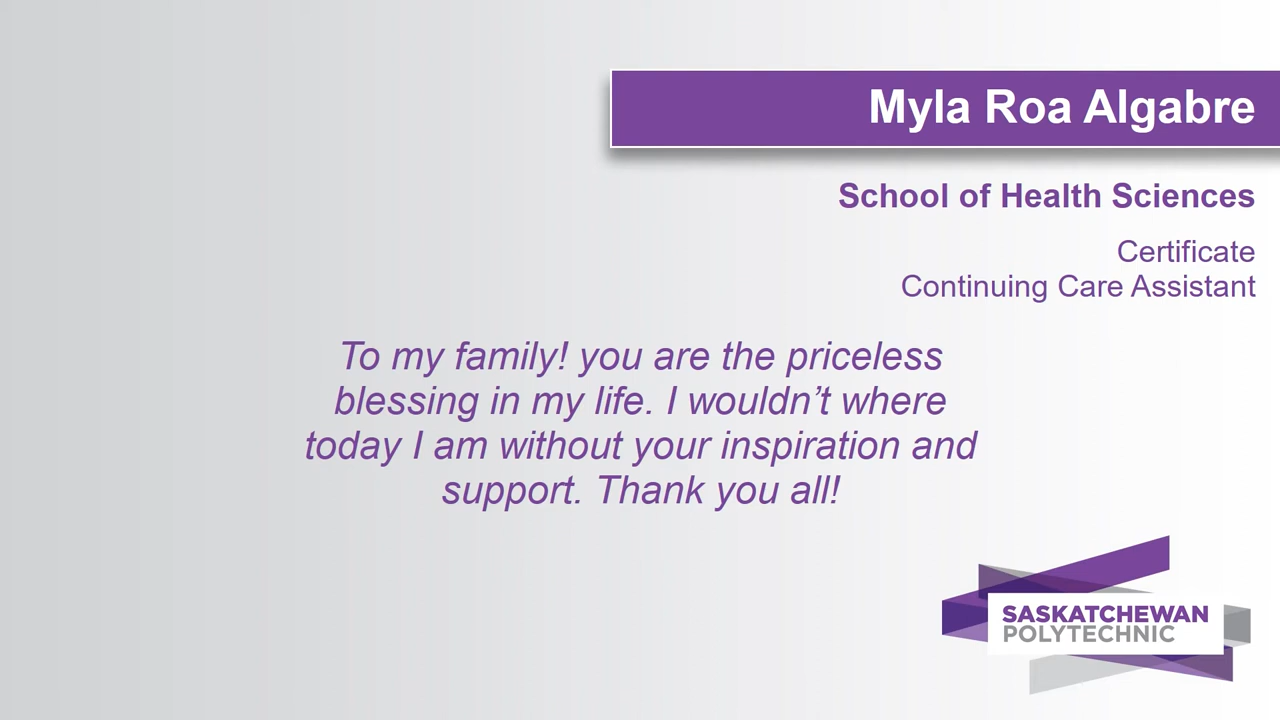 Myla Roa Algabre
School of Health Sciences
Certificate
Continuing Care Assistant
To my family! you are the priceless
blessing in my life. I wouldn’t where
today I am without your inspiration and
support. Thank you all!
SASKATCHEWAN
POLYTECHNIC